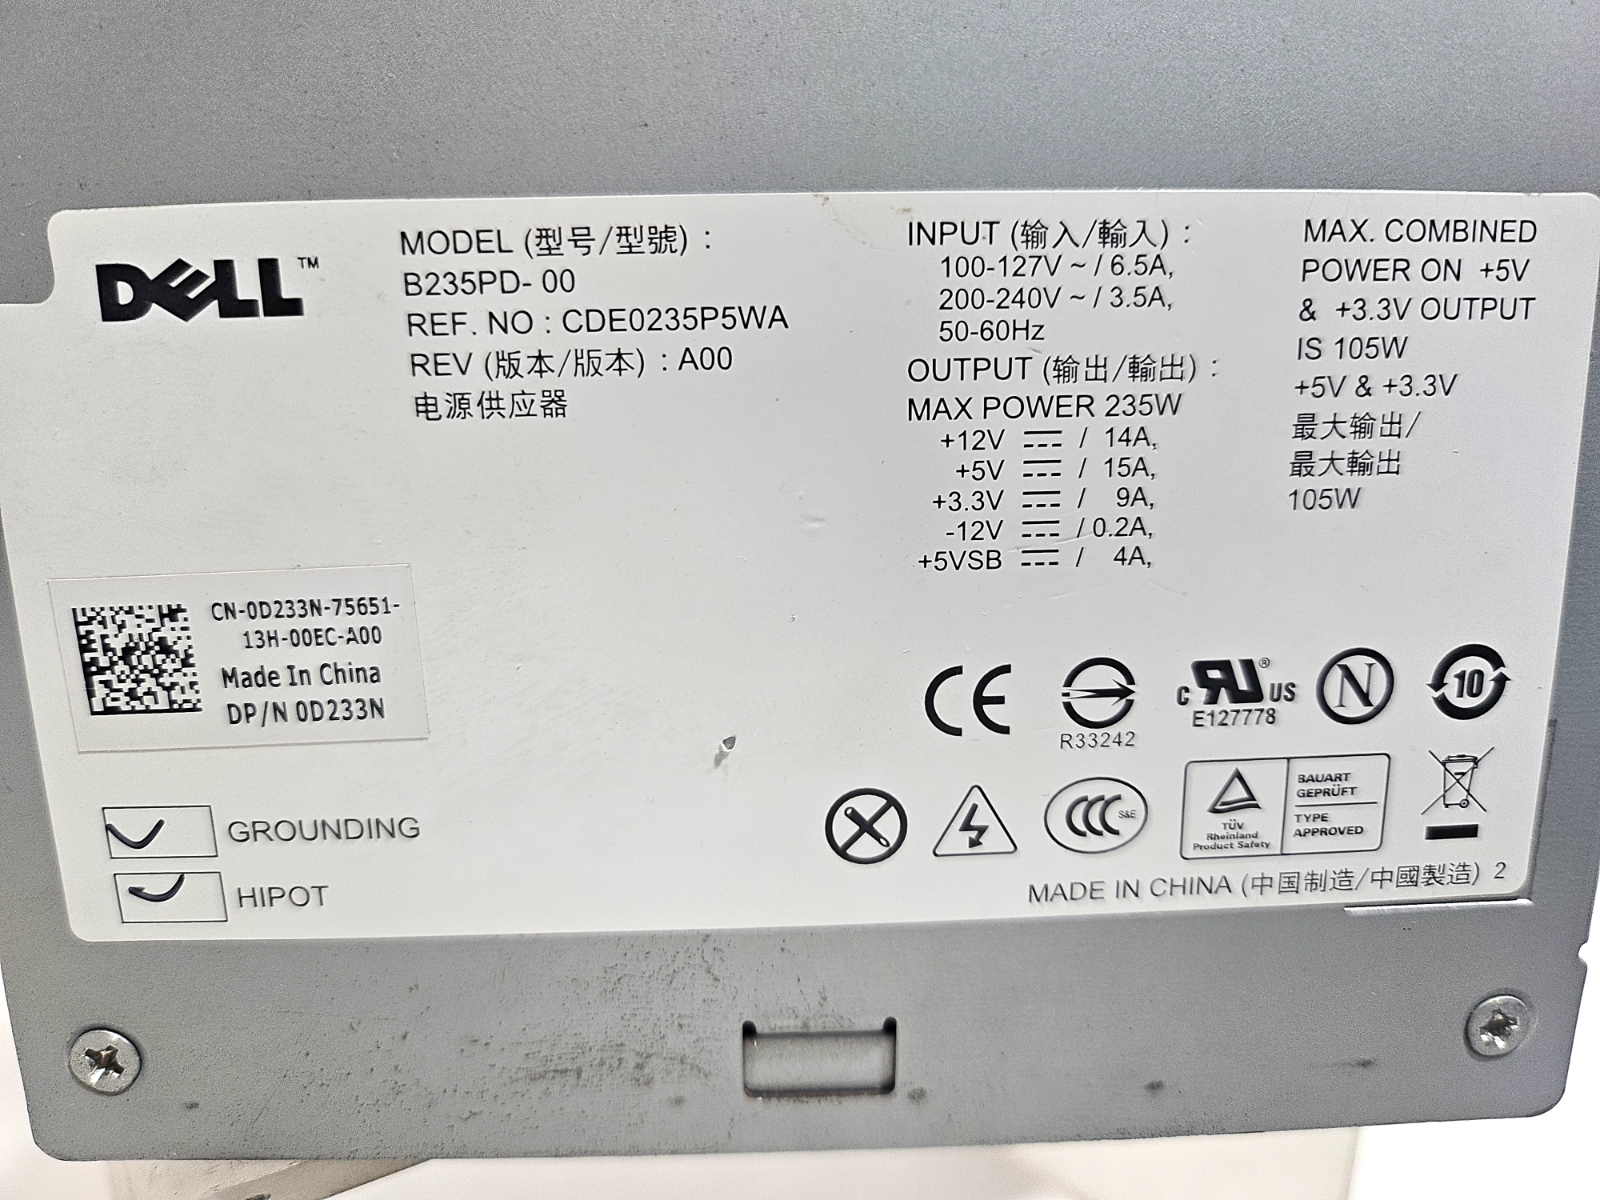 DELL™
MODEL (型号/型號) :
B235PD- 00
REF. NO : CDE0235P5WA
REV (版本/版本) : A00
电源供应器
INPUT (输入/輸入) :
100-127V ~ / 6.5A,
200-240V ~ / 3.5A,
50-60Hz
OUTPUT (输出/輸出) :
MAX POWER 235W
+12V ⎓ / 14A,
+5V ⎓ / 15A,
+3.3V ⎓ / 9A,
-12V ⎓ / 0.2A,
+5VSB ⎓ / 4A,
MAX. COMBINED
POWER ON +5V
& +3.3V OUTPUT
IS 105W
+5V & +3.3V
最大输出/
最大輸出
105W
CN-0D233N-75651-
13H-00EC-A00
Made In China
DP/N 0D233N
GROUNDING
HIPOT
CE
R33242
c RU® US
E127778
N
10
CCC S&E
TÜV
Rheinland
Product Safety
BAUART
GEPRÜFT
TYPE
APPROVED
MADE IN CHINA (中国制造/中國製造) 2